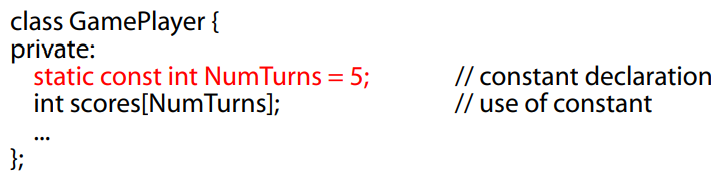 class GamePlayer {
private:
static const int NumTurns = 5; // constant declaration
int scores[NumTurns]; // use of constant
...
};